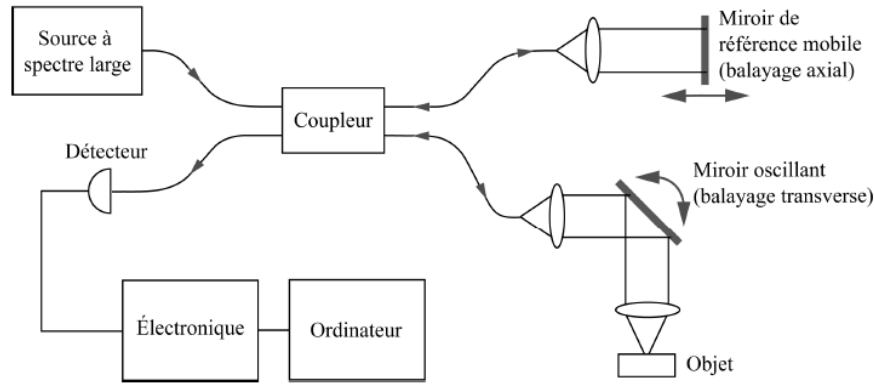 Source à
spectre large
Miroir de
référence mobile
(balayage axial)
Coupleur
Détecteur
Miroir oscillant
(balayage transverse)
Électronique
Ordinateur
Objet